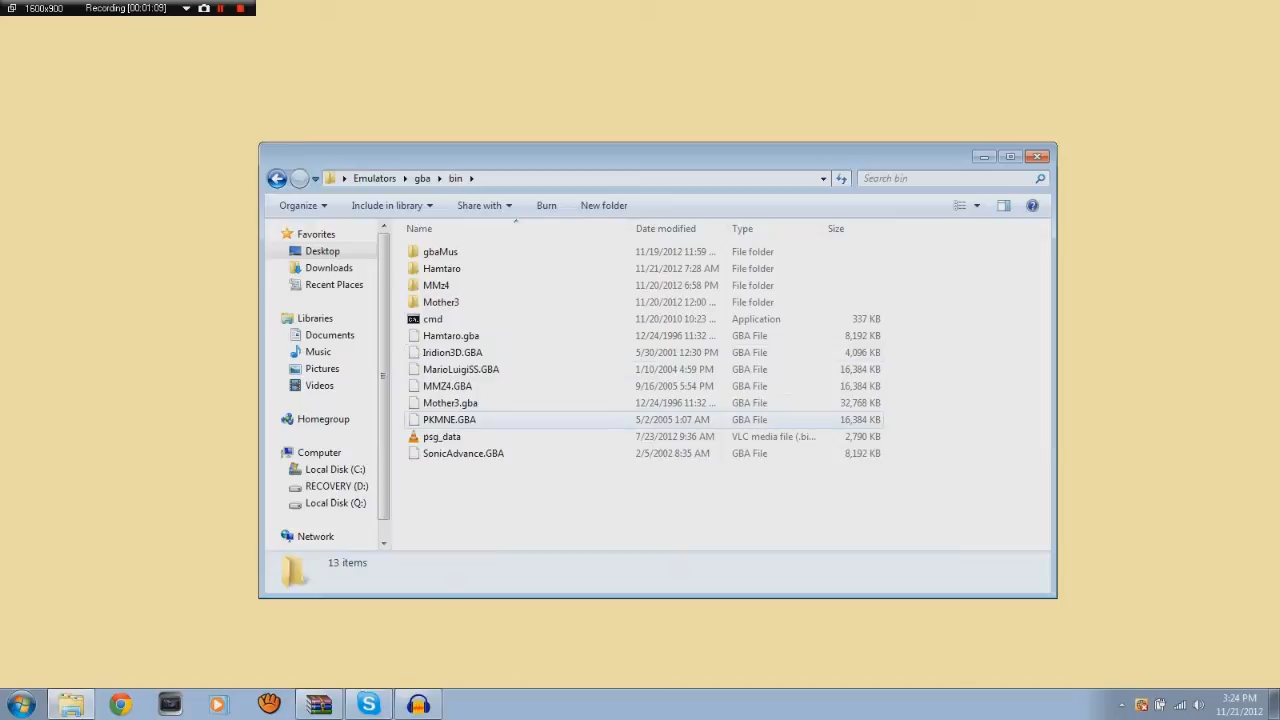 1600x900 Recording [00:01:09]
Emulators gba bin
Search bin
Organize Include in library Share with Burn New folder
Name Date modified Type Size
Favorites
Desktop
Downloads
Recent Places
Libraries
Documents
Music
Pictures
Videos
Homegroup
Computer
Local Disk (C:)
RECOVERY (D:)
Local Disk (Q:)
Network
gbaMus 11/19/2012 11:59 ... File folder
Hamtaro 11/21/2012 7:28 AM File folder
MMz4 11/20/2012 6:58 PM File folder
Mother3 11/20/2012 12:00 ... File folder
cmd 11/20/2010 10:23 ... Application 337 KB
Hamtaro.gba 12/24/1996 11:32 ... GBA File 8,192 KB
Iridion3D.GBA 5/30/2001 12:30 PM GBA File 4,096 KB
MarioLuigiSS.GBA 1/10/2004 4:59 PM GBA File 16,384 KB
MMZ4.GBA 9/16/2005 5:54 PM GBA File 16,384 KB
Mother3.gba 12/24/1996 11:32 ... GBA File 32,768 KB
PKMNE.GBA 5/2/2005 1:07 AM GBA File 16,384 KB
psg_data 7/23/2012 9:36 AM VLC media file (.bi... 2,790 KB
SonicAdvance.GBA 2/5/2002 8:35 AM GBA File 8,192 KB
13 items
3:24 PM
11/21/2012